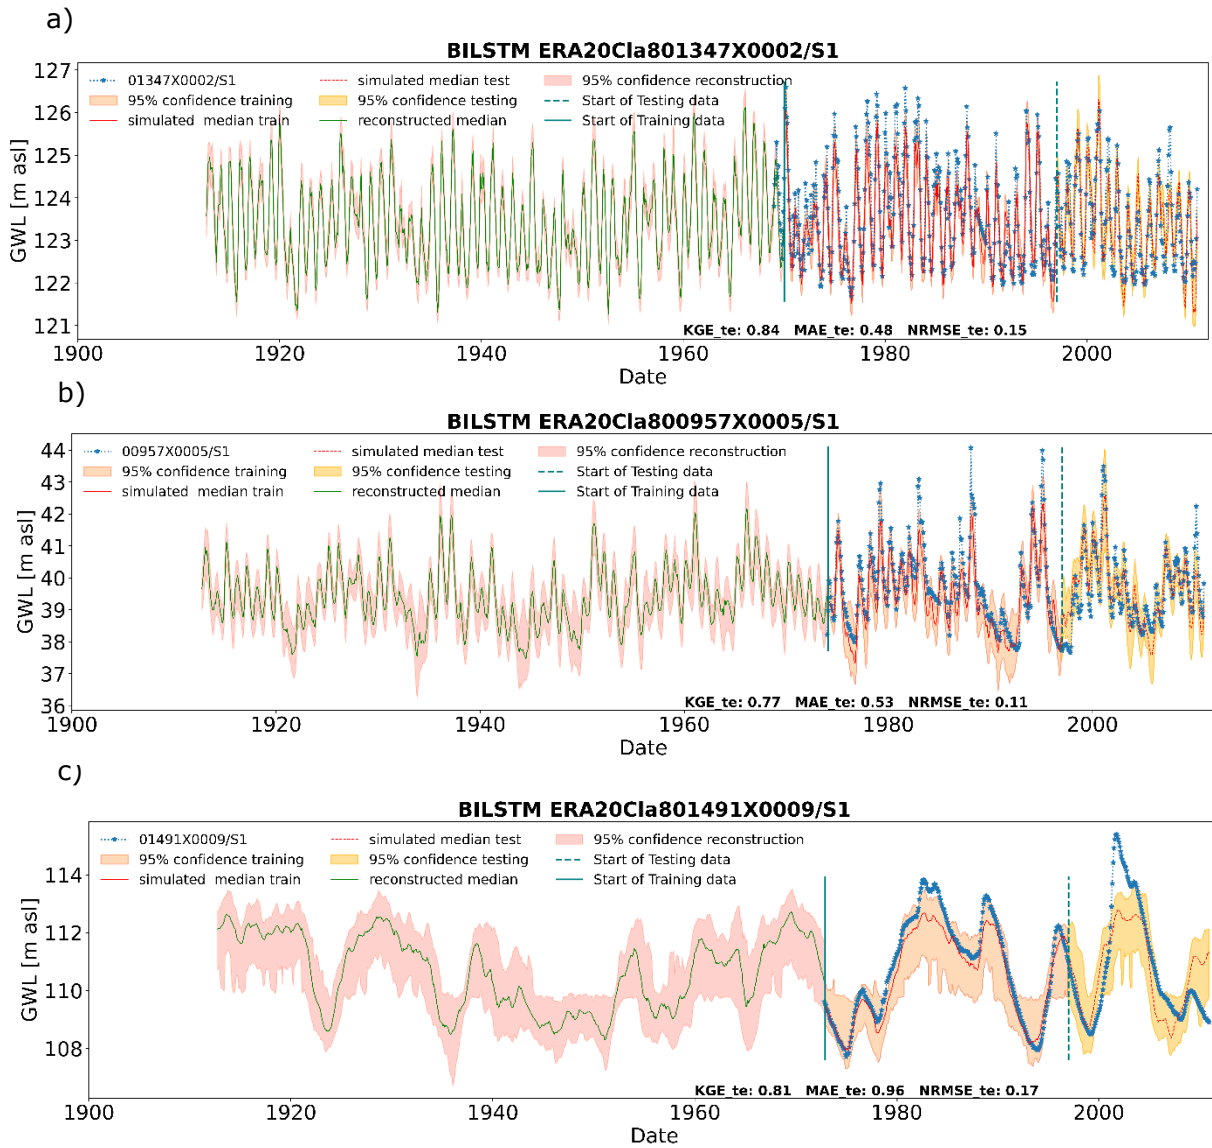 a)
BILSTM ERA20Cla801347X0002/S1
01347X0002/S1
95% confidence training
simulated  median train
simulated median test
95% confidence testing
reconstructed median
95% confidence reconstruction
Start of Testing data
Start of Training data
GWL [m asl]
127
126
125
124
123
122
121
KGE_te: 0.84   MAE_te: 0.48   NRMSE_te: 0.15
1900 1920 1940 1960 1980 2000
Date
b)
BILSTM ERA20Cla800957X0005/S1
00957X0005/S1
95% confidence training
simulated  median train
simulated median test
95% confidence testing
reconstructed median
95% confidence reconstruction
Start of Testing data
Start of Training data
GWL [m asl]
44
43
42
41
40
39
38
37
36
KGE_te: 0.77   MAE_te: 0.53   NRMSE_te: 0.11
1900 1920 1940 1960 1980 2000
Date
c)
BILSTM ERA20Cla801491X0009/S1
01491X0009/S1
95% confidence training
simulated  median train
simulated median test
95% confidence testing
reconstructed median
95% confidence reconstruction
Start of Testing data
Start of Training data
GWL [m asl]
114
112
110
108
KGE_te: 0.81   MAE_te: 0.96   NRMSE_te: 0.17
1900 1920 1940 1960 1980 2000
Date